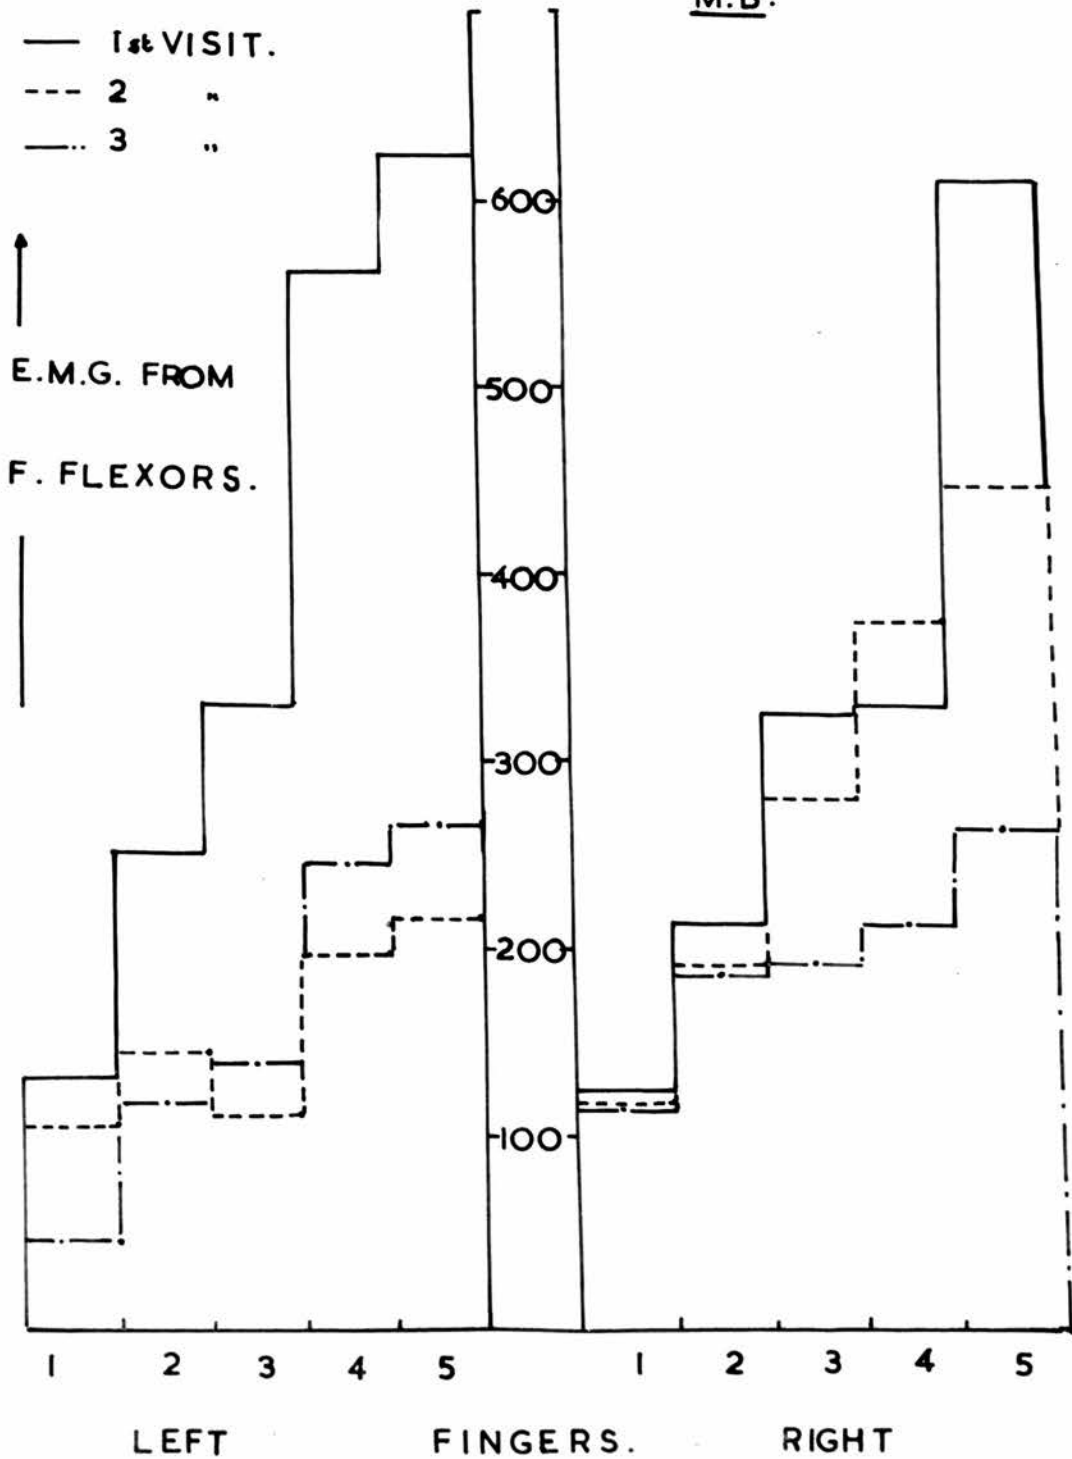 M.B.
1st VISIT.
2 "
3 "
E.M.G. FROM
F. FLEXORS.
600
500
400
300
200
100
1 2 3 4 5 1 2 3 4 5
LEFT FINGERS. RIGHT